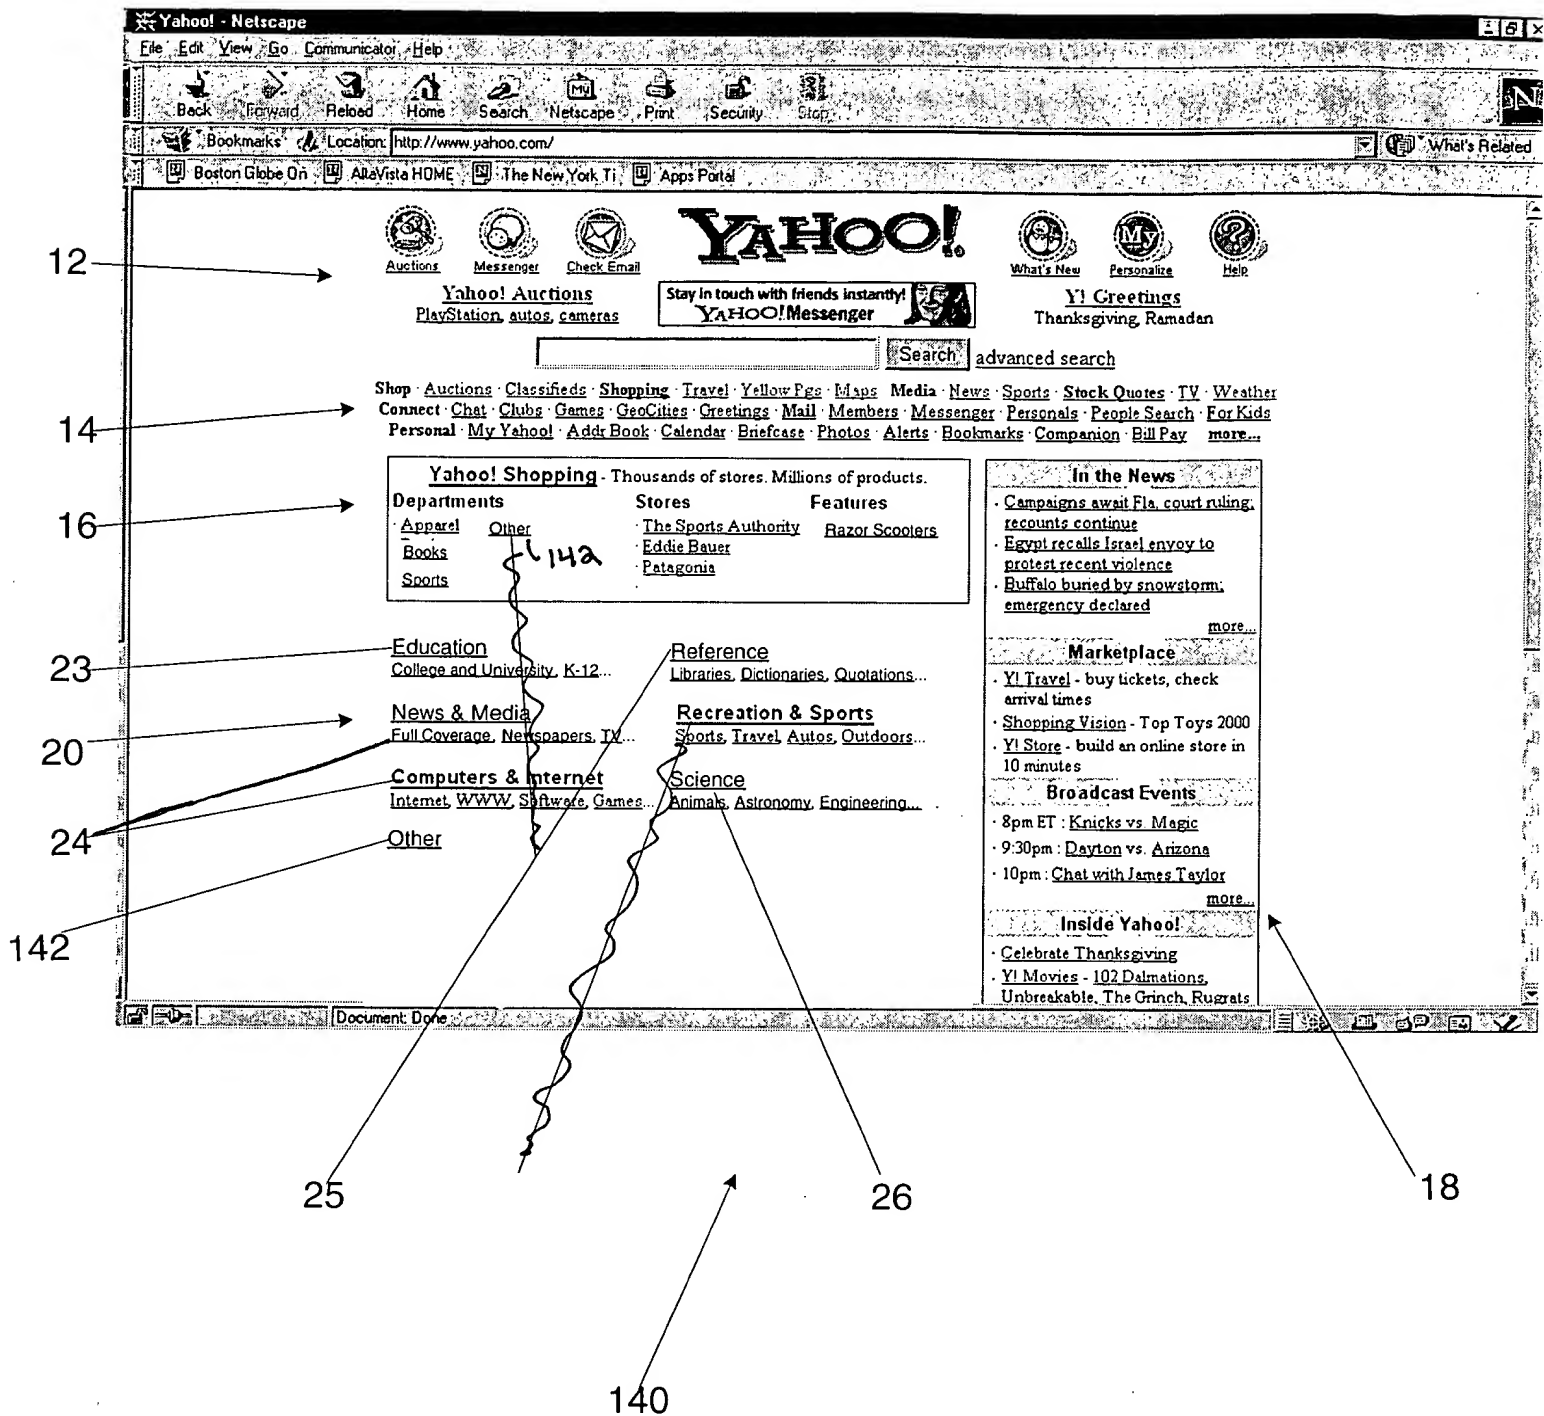 Yahoo! - Netscape
File Edit View Go Communicator Help
Back Forward Reload Home Search Netscape Print Security Stop
Bookmarks Location: http://www.yahoo.com/ What's Related
Boston Globe On AltaVista HOME The New York Ti Apps Portal
YAHOO!
My
12
Auctions Messenger Check Email What's New Personalize Help
Yahoo! Auctions
PlayStation, autos, cameras
Stay in touch with friends instantly!
YAHOO! Messenger
Y! Greetings
Thanksgiving, Ramadan
Search advanced search
Shop · Auctions · Classifieds · Shopping · Travel · Yellow Pgs · Maps Media · News · Sports · Stock Quotes · TV · Weather
14
Connect · Chat · Clubs · Games · GeoCities · Greetings · Mail · Members · Messenger · Personals · People Search · For Kids
Personal · My Yahoo! · Addr Book · Calendar · Briefcase · Photos · Alerts · Bookmarks · Companion · Bill Pay more...
16
Yahoo! Shopping - Thousands of stores. Millions of products.
Departments Stores Features
· Apparel Other · The Sports Authority Razor Scooters
Books · Eddie Bauer
Sports · Patagonia
142
In the News
· Campaigns await Fla. court ruling;
recounts continue
· Egypt recalls Israel envoy to
protest recent violence
· Buffalo buried by snowstorm;
emergency declared
more...
23
Education
College and University, K-12...
Reference
Libraries, Dictionaries, Quotations...
20
News & Media
Full Coverage, Newspapers, TV...
Recreation & Sports
Sports, Travel, Autos, Outdoors...
24
Computers & Internet
Internet, WWW, Software, Games...
Science
Animals, Astronomy, Engineering...
142
Other
Marketplace
· Y! Travel - buy tickets, check
arrival times
· Shopping Vision - Top Toys 2000
· Y! Store - build an online store in
10 minutes
Broadcast Events
· 8pm ET : Knicks vs. Magic
· 9:30pm : Dayton vs. Arizona
· 10pm : Chat with James Taylor
more...
Inside Yahoo!
· Celebrate Thanksgiving
· Y! Movies - 102 Dalmations,
Unbreakable, The Grinch, Rugrats
Document: Done
25
26
18
140